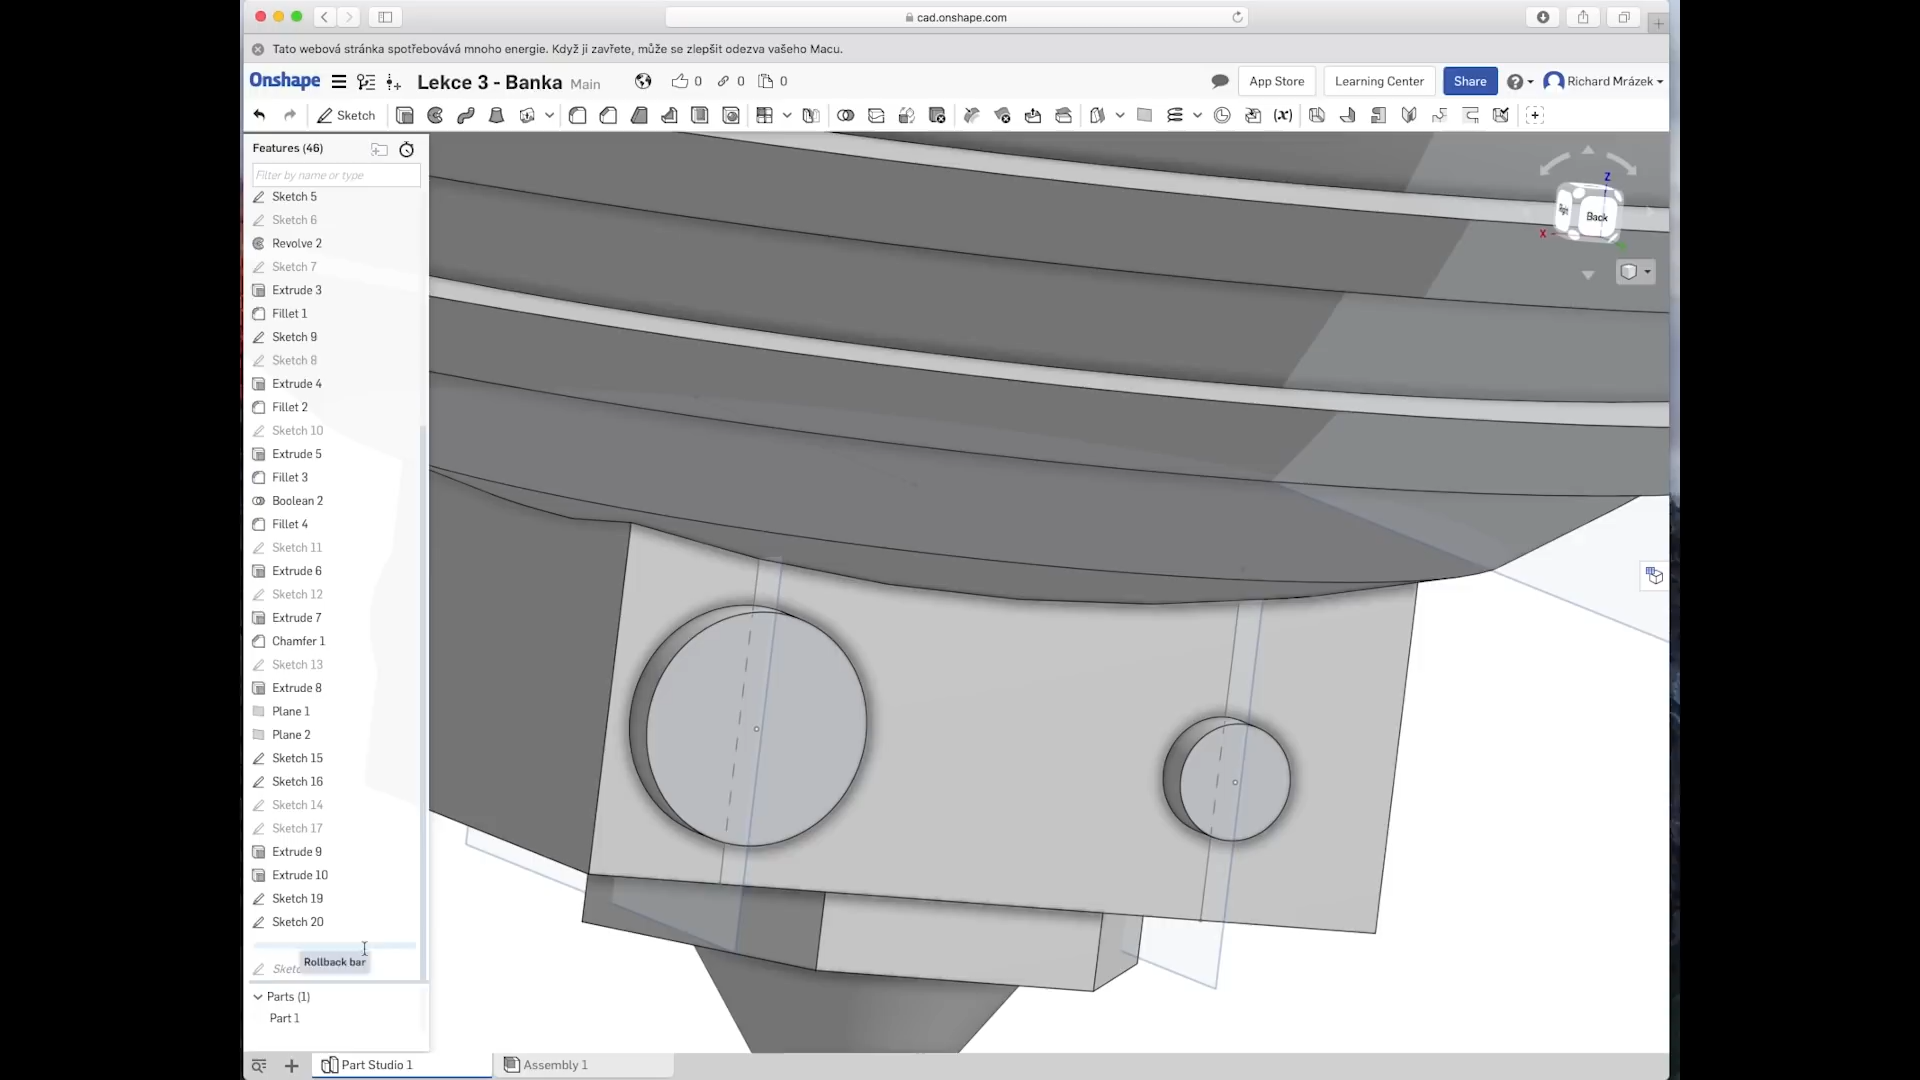 cad.onshape.com
Tato webová stránka spotřebovává mnoho energie. Když ji zavřete, může se zlepšit odezva vašeho Macu.
Onshape Lekce 3 - Banka Main 0 0 0 App Store Learning Center Share Richard Mrázek
Sketch
Features (46)
Filter by name or type
Sketch 5
Sketch 6
Revolve 2
Sketch 7
Extrude 3
Fillet 1
Sketch 9
Sketch 8
Extrude 4
Fillet 2
Sketch 10
Extrude 5
Fillet 3
Boolean 2
Fillet 4
Sketch 11
Extrude 6
Sketch 12
Extrude 7
Chamfer 1
Sketch 13
Extrude 8
Plane 1
Plane 2
Sketch 15
Sketch 16
Sketch 14
Sketch 17
Extrude 9
Extrude 10
Sketch 19
Sketch 20
Rollback bar
Parts (1)
Part 1
Z
Back
X
Part Studio 1 Assembly 1